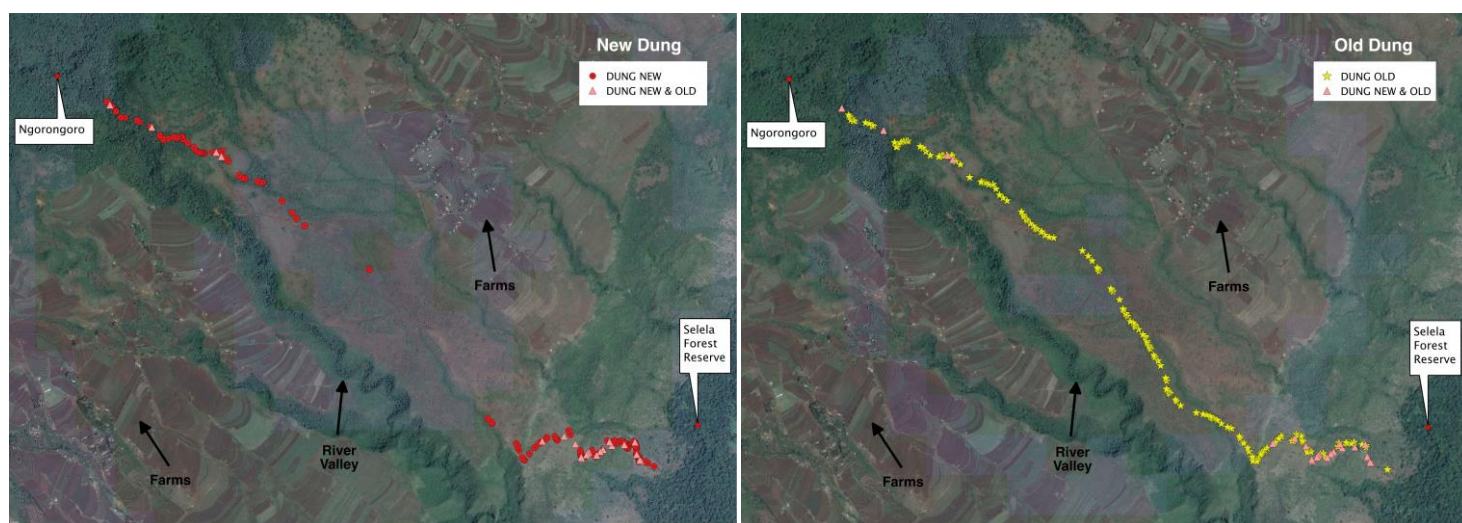 New Dung
DUNG NEW
DUNG NEW & OLD
Ngorongoro
Farms
Selela
Forest
Reserve
River
Valley
Farms
Old Dung
DUNG OLD
DUNG NEW & OLD
Ngorongoro
Farms
Selela
Forest
Reserve
River
Valley
Farms